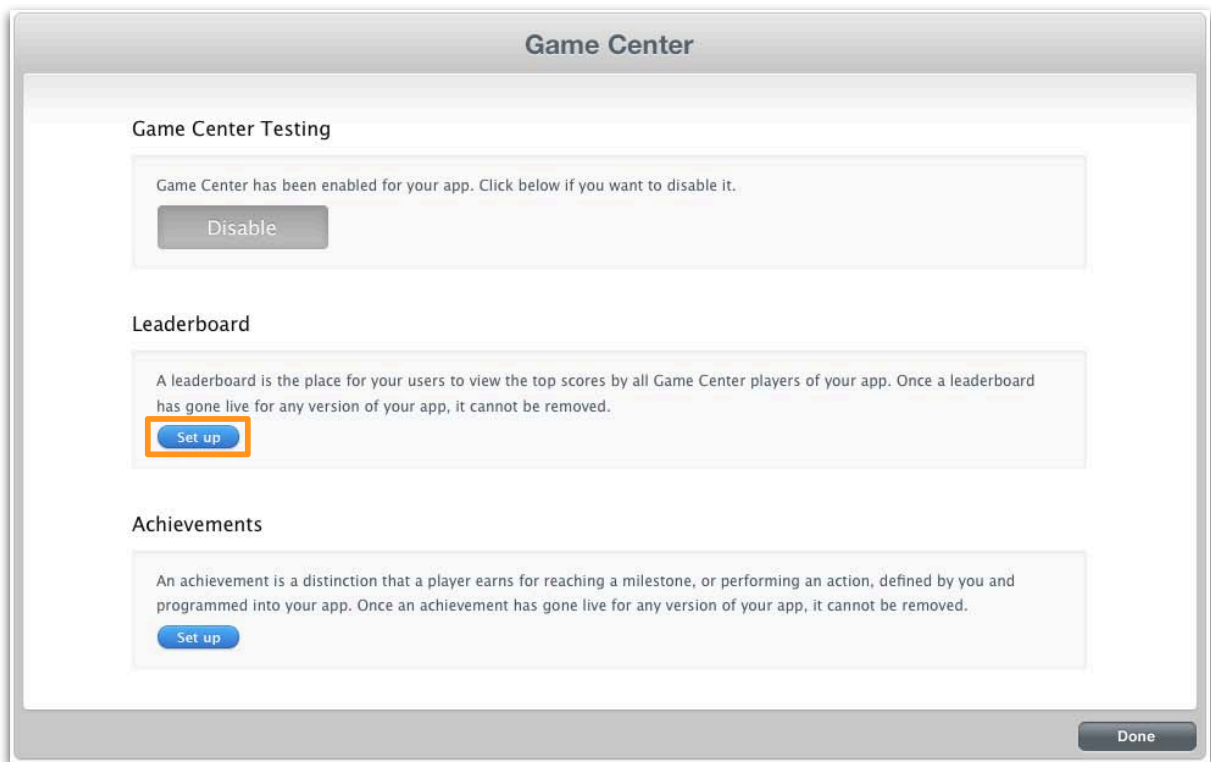 Game Center
Game Center Testing
Game Center has been enabled for your app. Click below if you want to disable it.
Disable
Leaderboard
A leaderboard is the place for your users to view the top scores by all Game Center players of your app. Once a leaderboard
has gone live for any version of your app, it cannot be removed.
Set up
Achievements
An achievement is a distinction that a player earns for reaching a milestone, or performing an action, defined by you and
programmed into your app. Once an achievement has gone live for any version of your app, it cannot be removed.
Set up
Done